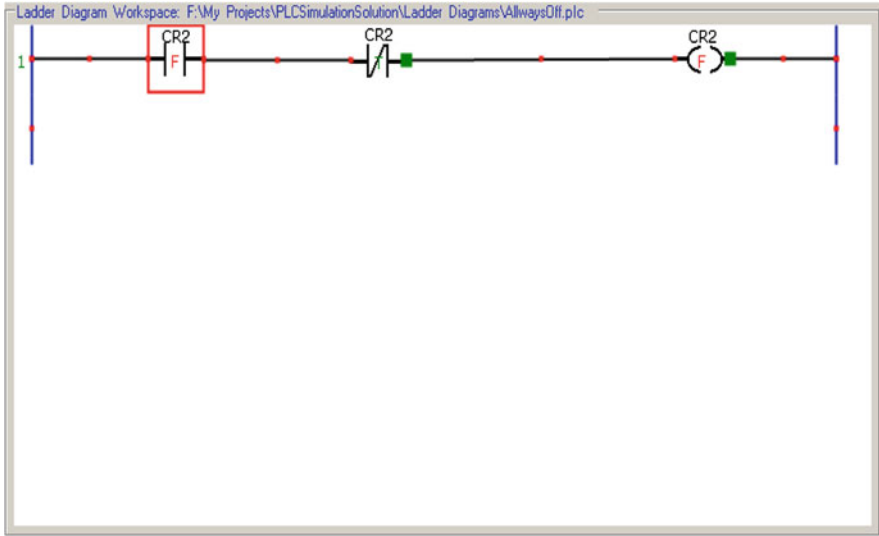 Ladder Diagram Workspace: F:\My Projects\PLCSimulationSolution\Ladder Diagrams\AllwaysOff.plc
CR2 CR2 CR2
1 F T F